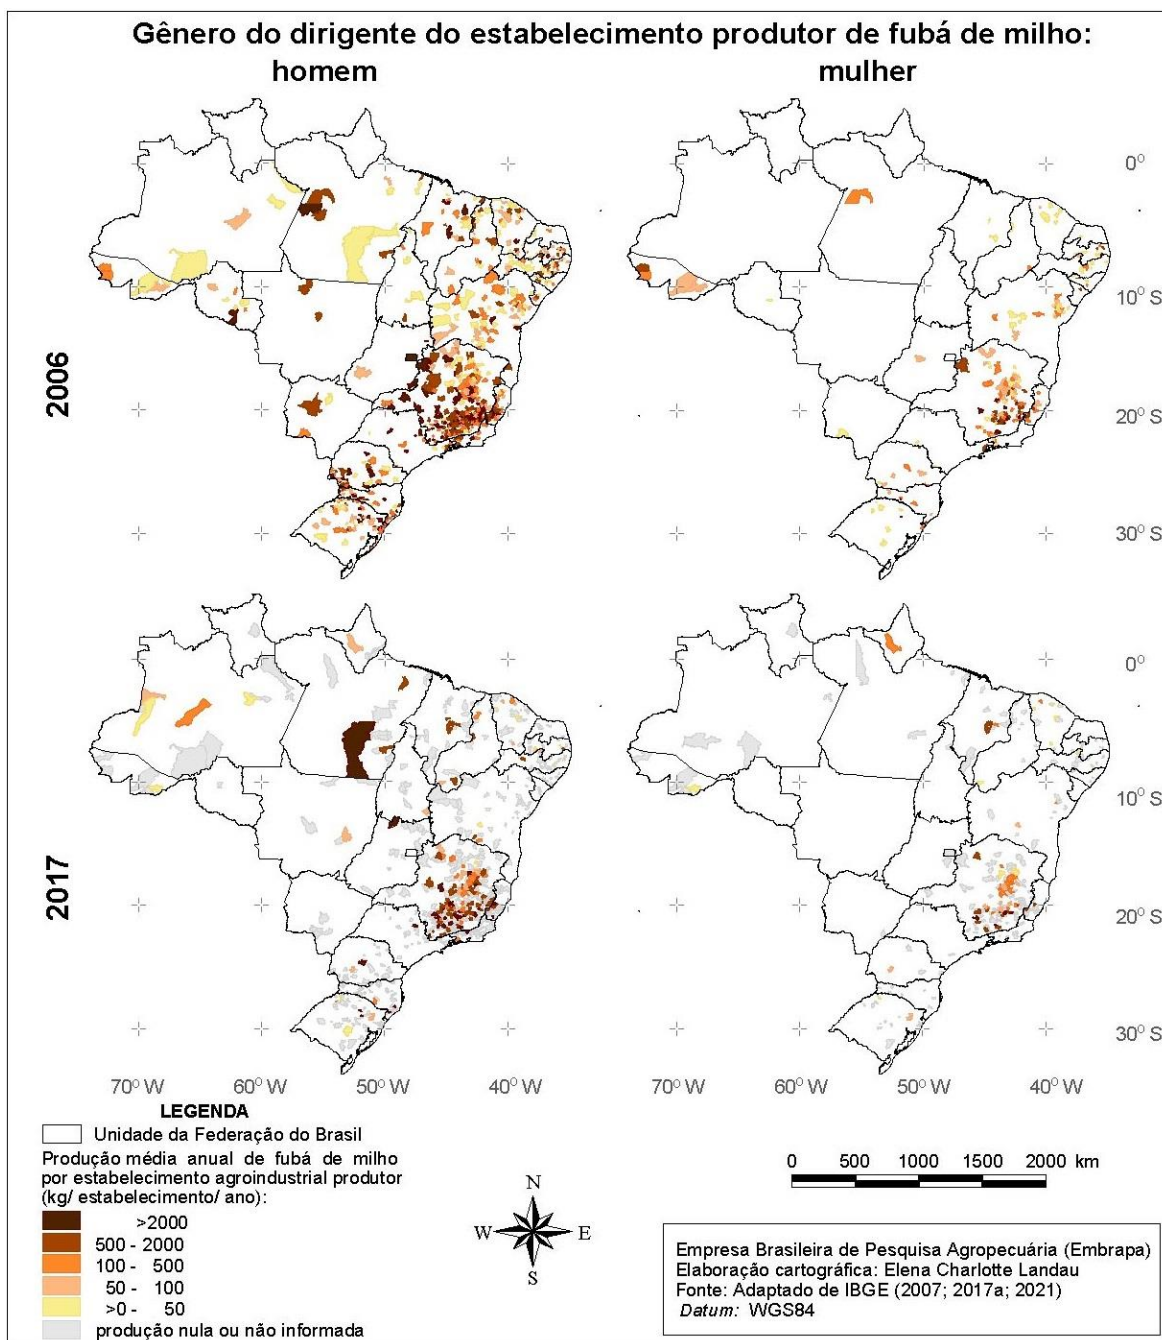 Gênero do dirigente do estabelecimento produtor de fubá de milho:
homem
mulher
2006
0° 
10° S
20° S
30° S
2017
0°
10° S
20° S
30° S
70° W 60° W 50° W 40° W
70° W 60° W 50° W 40° W
LEGENDA
Unidade da Federação do Brasil
Produção média anual de fubá de milho
por estabelecimento agroindustrial produtor
(kg/ estabelecimento/ ano):
>2000
500 - 2000
100 - 500
50 - 100
>0 - 50
produção nula ou não informada
N
W E
S
0 500 1000 1500 2000 km
Empresa Brasileira de Pesquisa Agropecuária (Embrapa)
Elaboração cartográfica: Elena Charlotte Landau
Fonte: Adaptado de IBGE (2007; 2017a; 2021)
Datum: WGS84